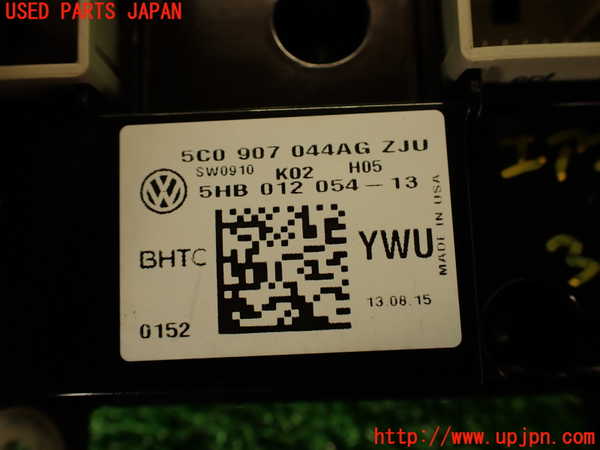 USED PARTS JAPAN
5C0 907 044AG ZJU
SW0910 K02 H05
5HB 012 054-13
BHTC
YWU
MADE IN USA
13.08.15
0152
3
http://www.upjpn.com/